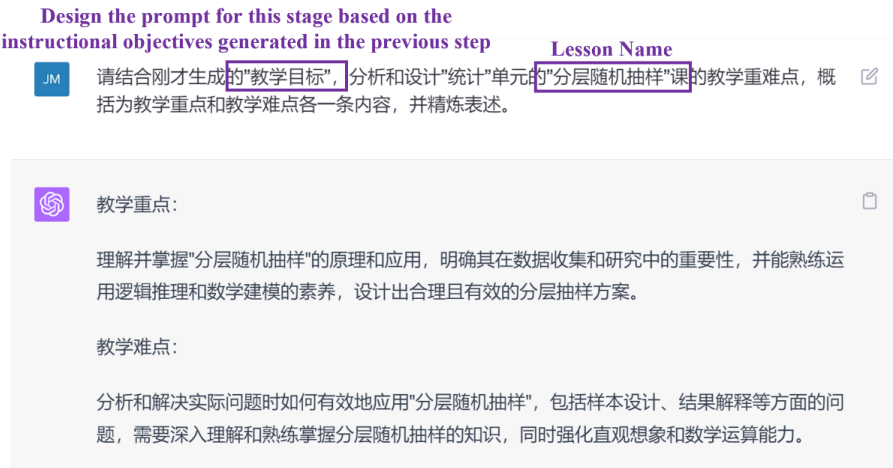 Design the prompt for this stage based on the
instructional objectives generated in the previous step
Lesson Name
JM
请结合刚才生成的"教学目标"，分析和设计"统计"单元的"分层随机抽样"课的教学重难点，概
括为教学重点和教学难点各一条内容，并精炼表述。
教学重点：
理解并掌握"分层随机抽样"的原理和应用，明确其在数据收集和研究中的重要性，并能熟练运
用逻辑推理和数学建模的素养，设计出合理且有效的分层抽样方案。
教学难点：
分析和解决实际问题时如何有效地应用"分层随机抽样"，包括样本设计、结果解释等方面的问
题，需要深入理解和熟练掌握分层随机抽样的知识，同时强化直观想象和数学运算能力。